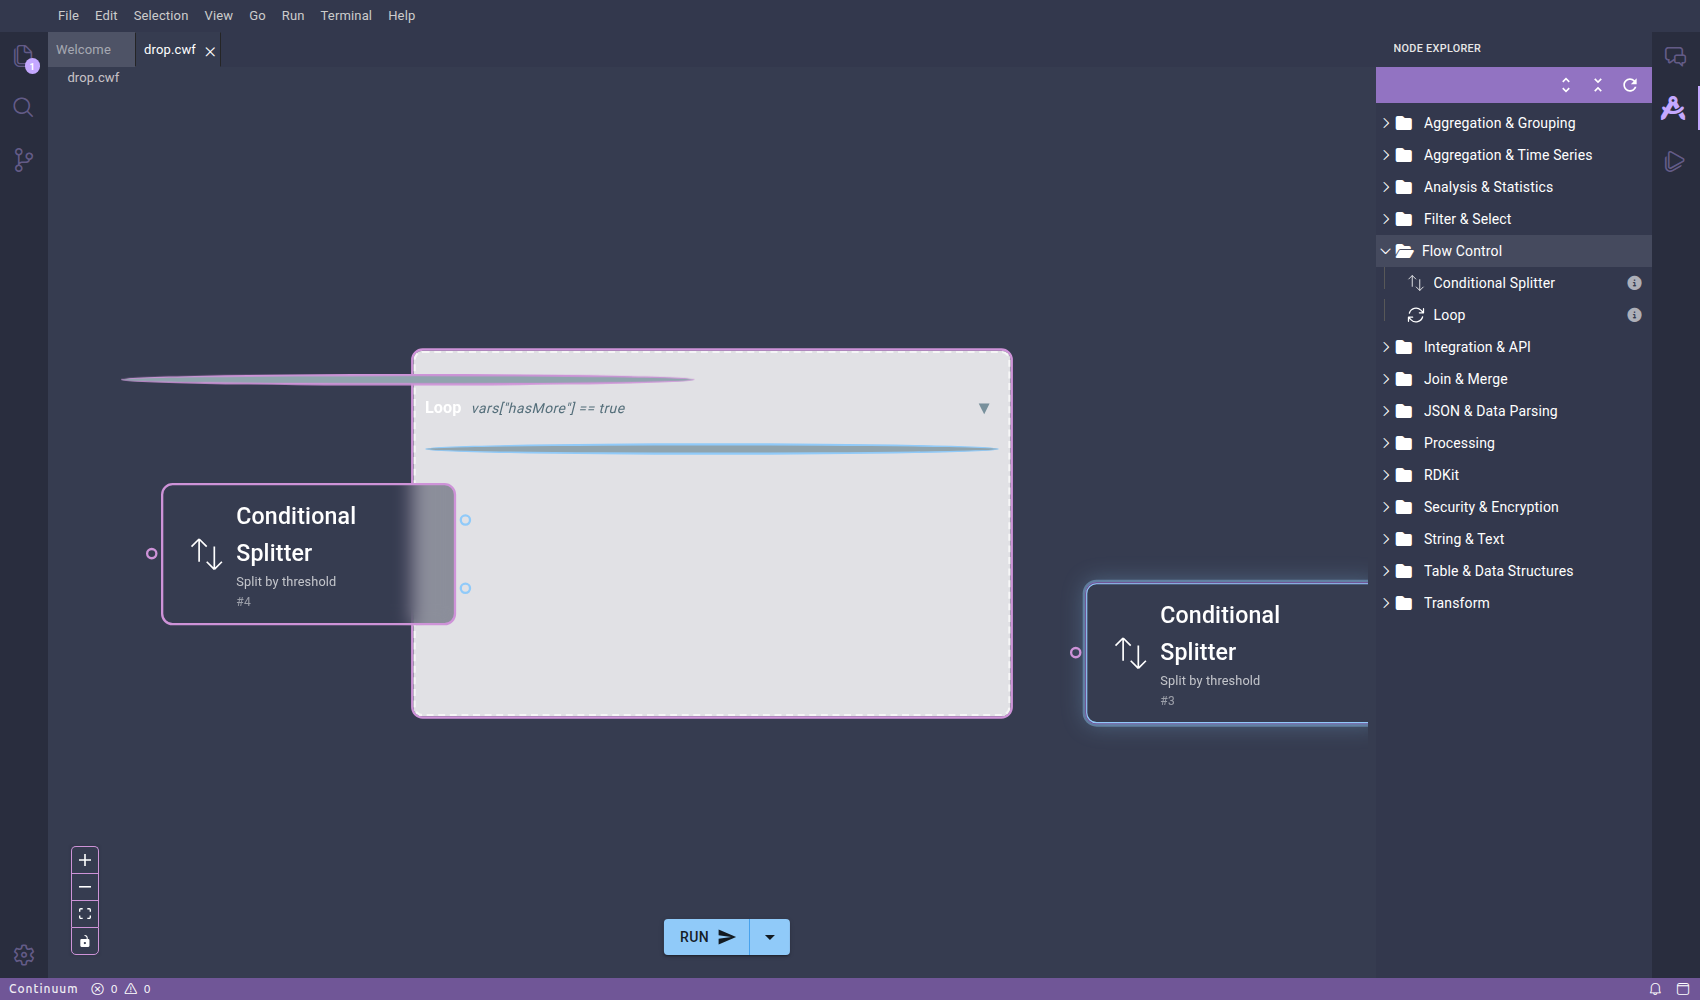 File Edit Selection View Go Run Terminal Help
Welcome drop.cwf
drop.cwf
1
NODE EXPLORER
Aggregation & Grouping
Aggregation & Time Series
Analysis & Statistics
Filter & Select
Flow Control
Conditional Splitter
Loop
Integration & API
Join & Merge
JSON & Data Parsing
Processing
RDKit
Security & Encryption
String & Text
Table & Data Structures
Transform
Loop vars["hasMore"] == true
Conditional
Splitter
Split by threshold
#4
Conditional
Splitter
Split by threshold
#3
RUN
Continuum 0 0